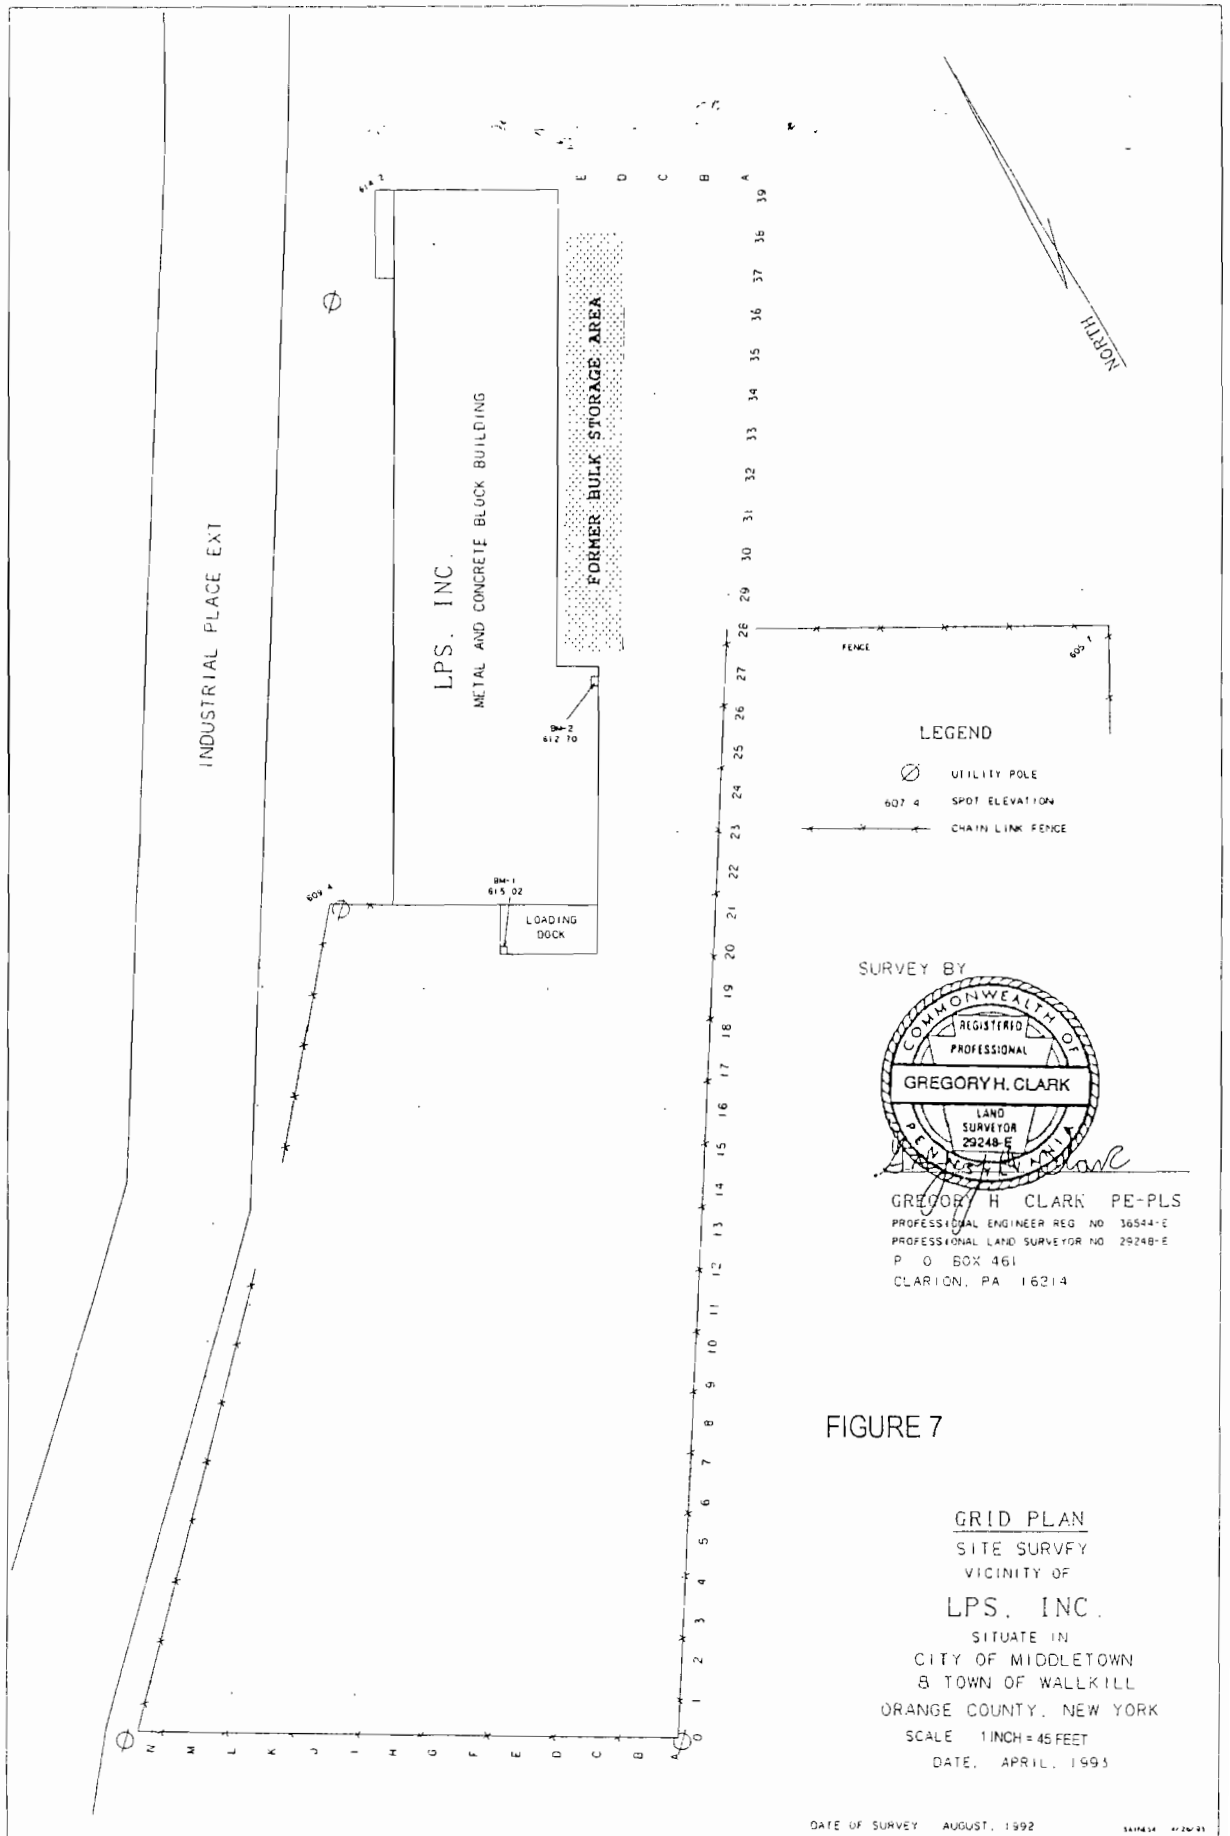 614.2
E
D
C
B
A
39
38
37
36
35
34
33
32
31
30
29
28
27
26
25
24
23
22
21
20
19
18
17
16
15
14
13
12
11
10
9
8
7
6
5
4
3
2
1
0
NORTH
INDUSTRIAL PLACE EXT
LPS. INC.
METAL AND CONCRETE BLOCK BUILDING
FORMER BULK STORAGE AREA
FENCE
605.1
BM-2
612.70
LEGEND
UTILITY POLE
607.4 SPOT ELEVATION
CHAIN LINK FENCE
609.4
BM-1
615.02
LOADING
DOCK
SURVEY BY
COMMONWEALTH OF
REGISTERED
PROFESSIONAL
GREGORY H. CLARK
LAND
SURVEYOR
29248-E
PENNSYLVANIA
GREGORY H CLARK PE-PLS
PROFESSIONAL ENGINEER REG NO 36544-E
PROFESSIONAL LAND SURVEYOR NO 29248-E
P O BOX 461
CLARION, PA 16214
FIGURE 7
GRID PLAN
SITE SURVEY
VICINITY OF
LPS. INC.
SITUATE IN
CITY OF MIDDLETOWN
& TOWN OF WALLKILL
ORANGE COUNTY, NEW YORK
SCALE 1 INCH = 45 FEET
DATE. APRIL, 1993
N
M
L
K
J
I
H
G
F
E
D
C
B
A
DATE OF SURVEY AUGUST, 1992